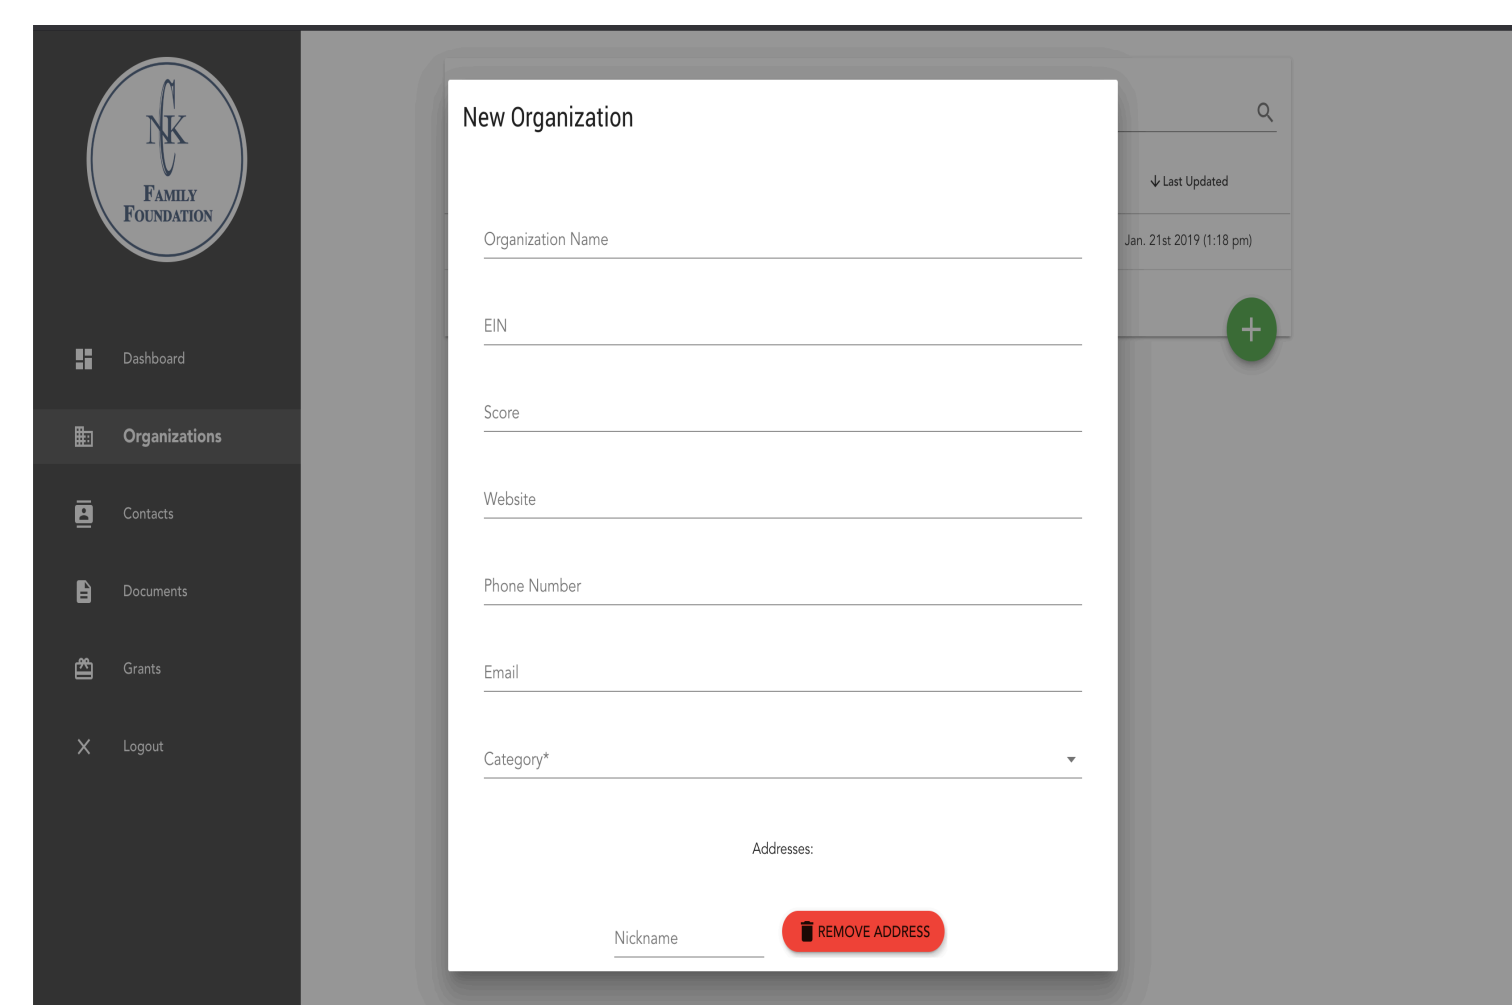 CNK
FAMILY
FOUNDATION
Dashboard
Organizations
Contacts
Documents
Grants
Logout
New Organization
Organization Name
EIN
Score
Website
Phone Number
Email
Category*
Addresses:
Nickname
REMOVE ADDRESS
Last Updated
Jan. 21st 2019 (1:18 pm)